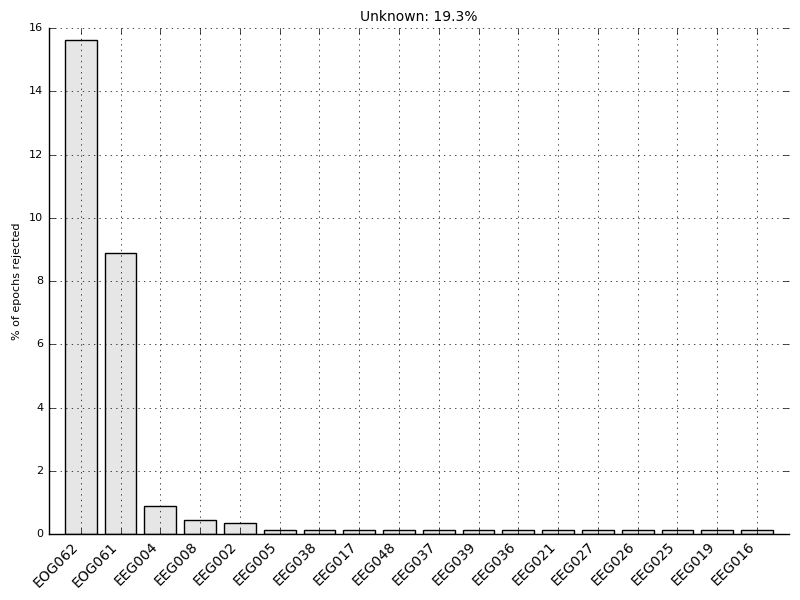 Unknown: 19.3%
% of epochs rejected
16
14
12
10
8
6
4
2
0
EOG062
EOG061
EEG004
EEG008
EEG002
EEG005
EEG038
EEG017
EEG048
EEG037
EEG039
EEG036
EEG021
EEG027
EEG026
EEG025
EEG019
EEG016